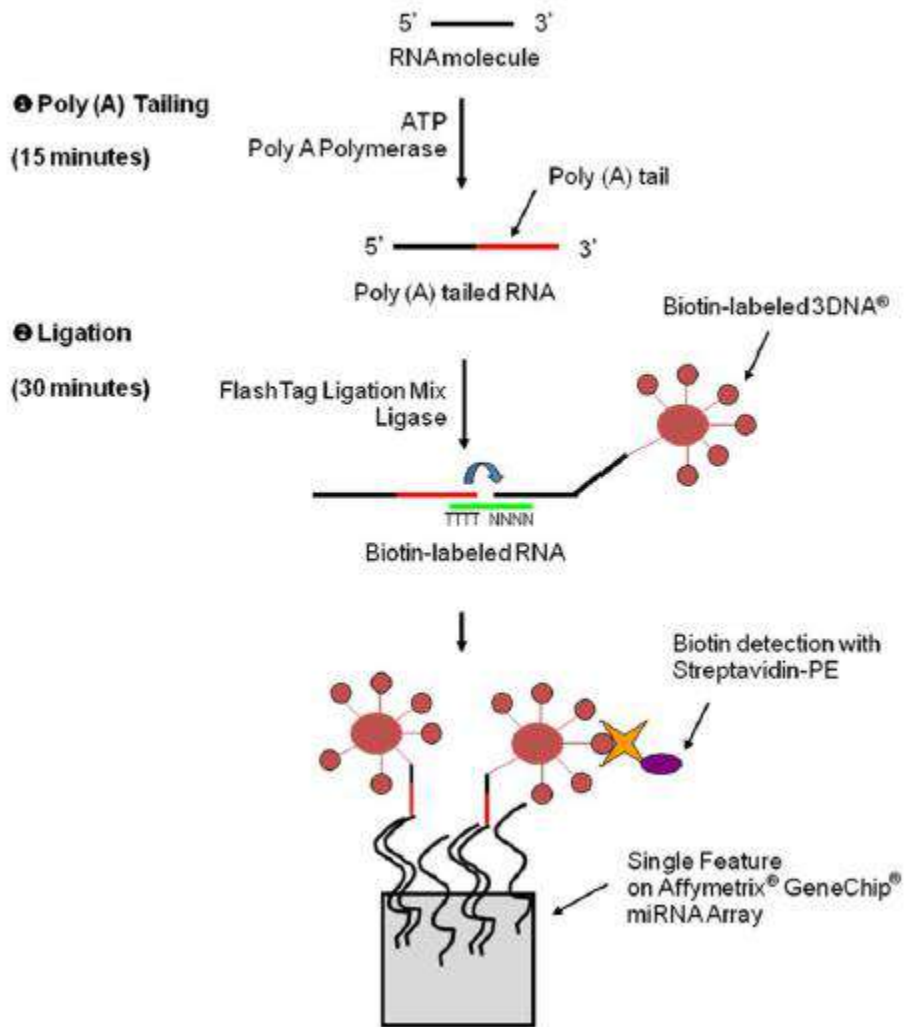 5’ 3’
RNA molecule
❶ Poly (A) Tailing
(15 minutes)
ATP
Poly A Polymerase
Poly (A) tail
5’ 3’
Poly (A) tailed RNA
❷ Ligation
(30 minutes)
Biotin-labeled 3DNA®
FlashTag Ligation Mix
Ligase
TTTT NNNN
Biotin-labeled RNA
Biotin detection with
Streptavidin-PE
Single Feature
on Affymetrix® GeneChip®
miRNA Array